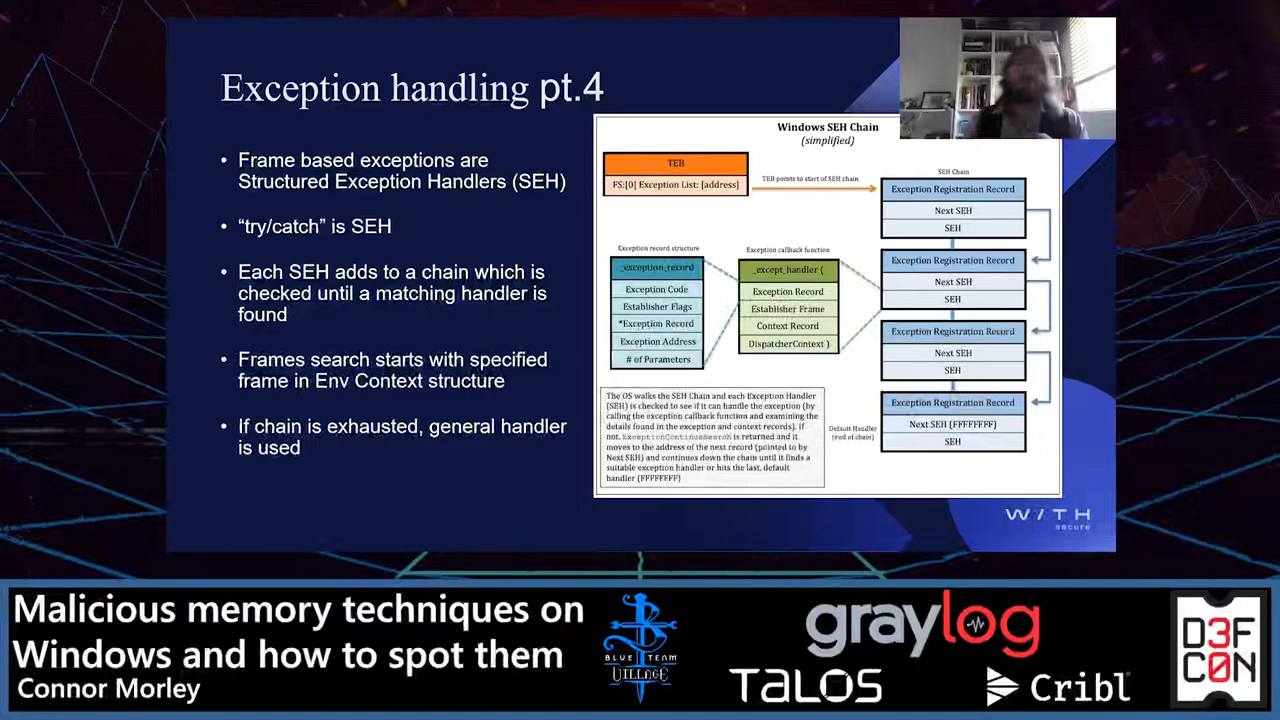 Exception handling pt.4
• Frame based exceptions are
Structured Exception Handlers (SEH)
• “try/catch” is SEH
• Each SEH adds to a chain which is
checked until a matching handler is
found
• Frames search starts with specified
frame in Env Context structure
• If chain is exhausted, general handler
is used
Windows SEH Chain
(simplified)
TEB
FS:[0] Exception List: [address]
TEB points to start of SEH chain
SEH Chain
Exception Registration Record
Next SEH
SEH
Exception Registration Record
Next SEH
SEH
Exception Registration Record
Next SEH
SEH
Exception Registration Record
Next SEH (FFFFFFFF)
SEH
Default Handler
(end of chain)
Exception record structure
_exception_record
Exception Code
Establisher Flags
*Exception Record
Exception Address
# of Parameters
Exception callback function
_except_handler (
Exception Record
Establisher Frame
Context Record
DispatcherContext )
The OS walks the SEH Chain and each Exception Handler
(SEH) is checked to see if it can handle the exception (by
calling the exception callback function and examining the
details found in the exception and context records). If
not, ExceptionContinueSearch is returned and it
moves to the address of the next record (pointed to by
Next SEH) and continues down the chain until it finds a
suitable exception handler or hits the last, default
handler (FFFFFFFF)
W/TH
secure
Malicious memory techniques on
Windows and how to spot them
Connor Morley
BLUE TEAM
VILLAGE
graylog
TALOS
Cribl
D3F
C0N